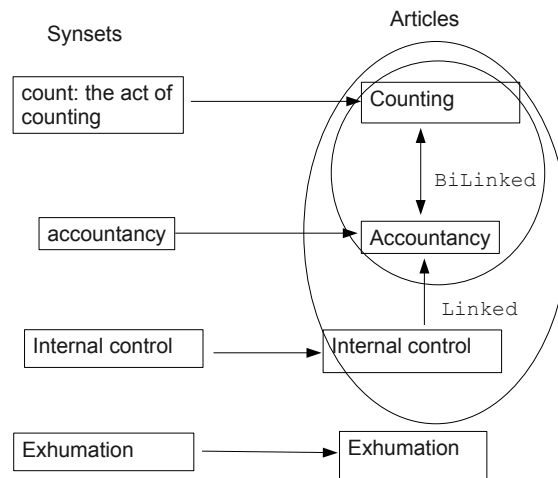 Synsets
Articles
count: the act of
counting
Counting
BiLinked
accountancy
Accountancy
Linked
Internal control
Internal control
Exhumation
Exhumation